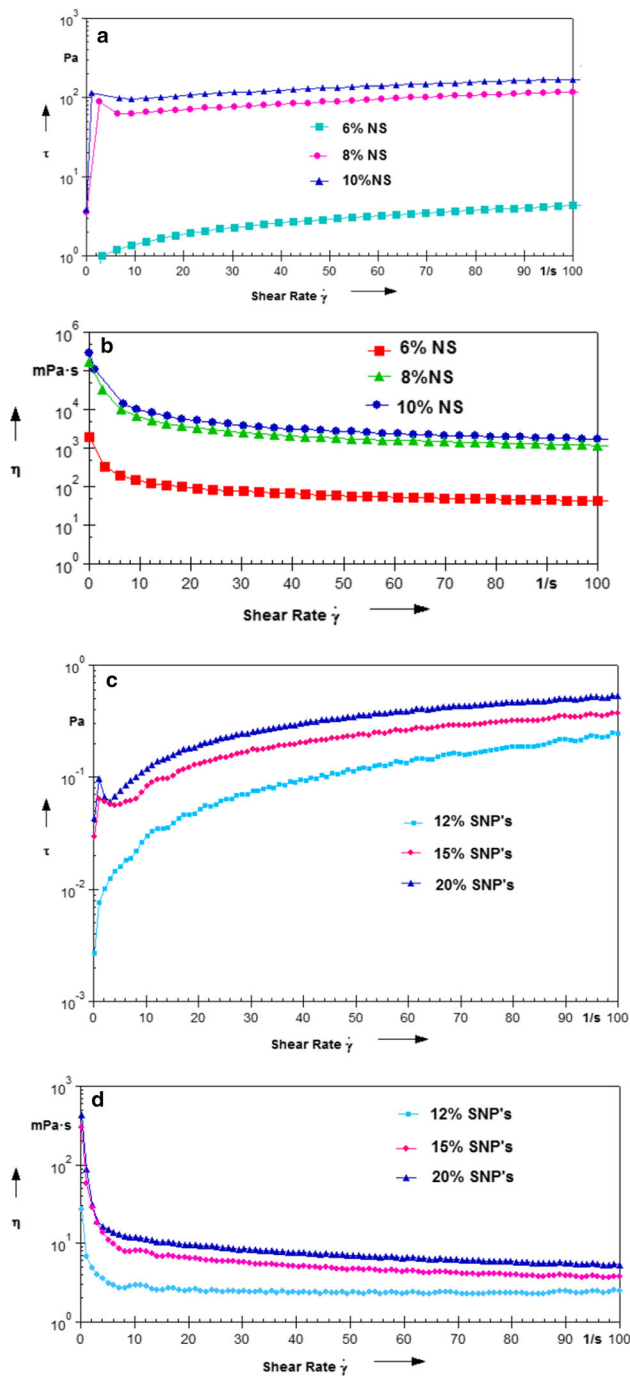 a
10³
Pa
10²
τ
10¹
10⁰
6% NS
8% NS
10%NS
0 10 20 30 40 50 60 70 80 90 1/s 100
Shear Rate γ̇
b
10⁶
mPa·s
10⁴
10³
η
10²
10¹
10⁰
6% NS
8%NS
10% NS
0 10 20 30 40 50 60 70 80 1/s 100
Shear Rate γ̇
c
10⁰
Pa
10⁻¹
τ
10⁻²
10⁻³
12% SNP's
15% SNP's
20% SNP's
0 10 20 30 40 50 60 70 80 90 1/s 100
Shear Rate γ̇
d
10³
mPa·s
10²
η
10¹
10⁰
12% SNP's
15% SNP's
20% SNP's
0 10 20 30 40 50 60 70 80 90 1/s 100
Shear Rate γ̇